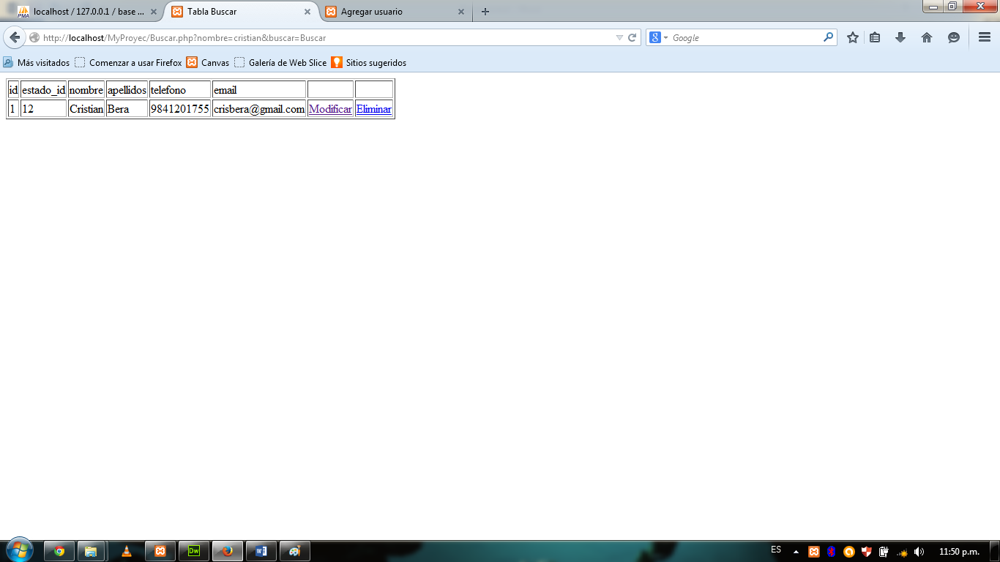 localhost / 127.0.0.1 / base ...
Tabla Buscar
Agregar usuario
http://localhost/MyProyec/Buscar.php?nombre=cristian&buscar=Buscar
Google
Más visitados
Comenzar a usar Firefox
Canvas
Galería de Web Slice
Sitios sugeridos
id estado_id nombre apellidos telefono email
1 12 Cristian Bera 9841201755 crisbera@gmail.com Modificar Eliminar
ES
11:50 p.m.